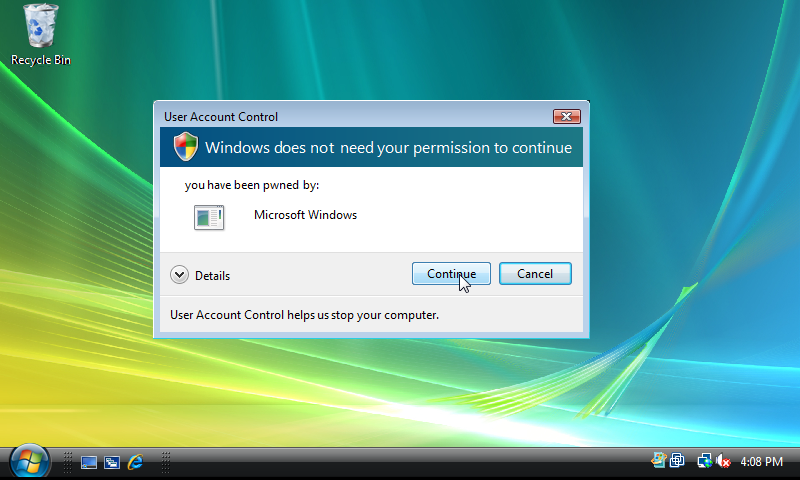 Recycle Bin
User Account Control
Windows does not need your permission to continue
you have been pwned by:
Microsoft Windows
Details
Continue
Cancel
User Account Control helps us stop your computer.
4:08 PM